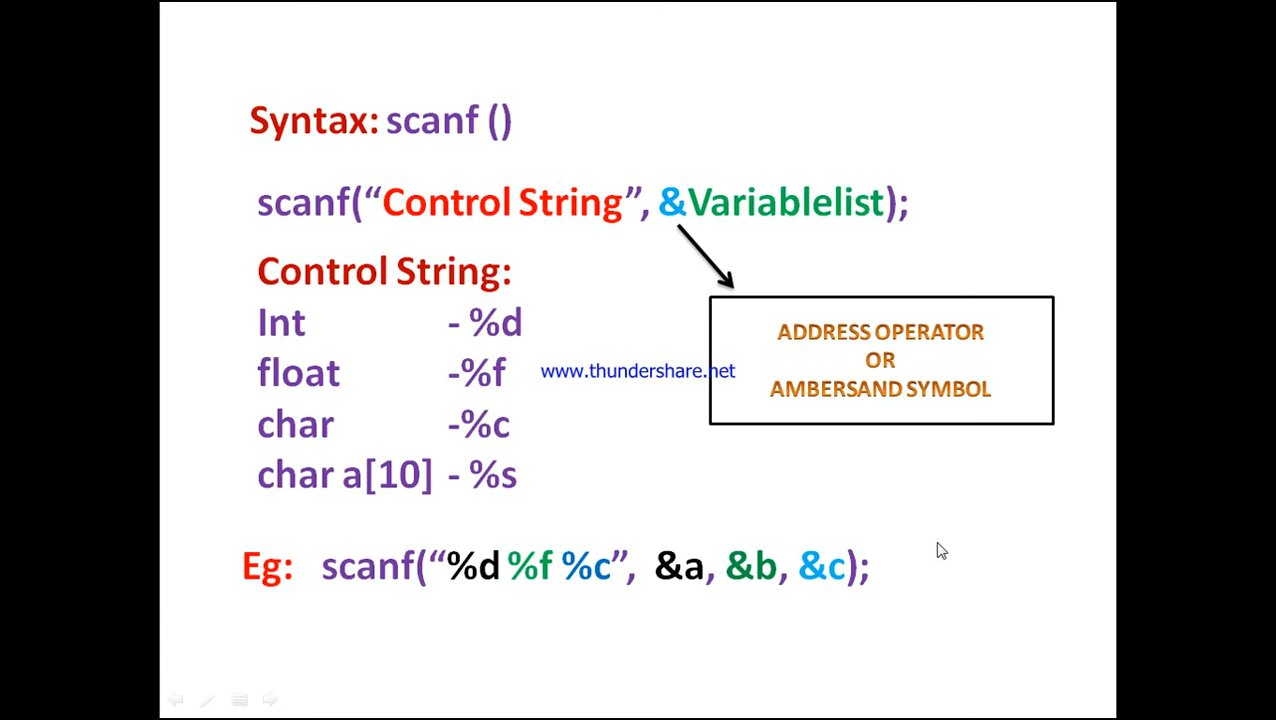 Syntax: scanf ()
scanf(“Control String”, &Variablelist);
Control String:
Int - %d
float -%f
char -%c
char a[10] - %s
ADDRESS OPERATOR
OR
AMBERSAND SYMBOL
www.thundershare.net
Eg: scanf(“%d %f %c”, &a, &b, &c);